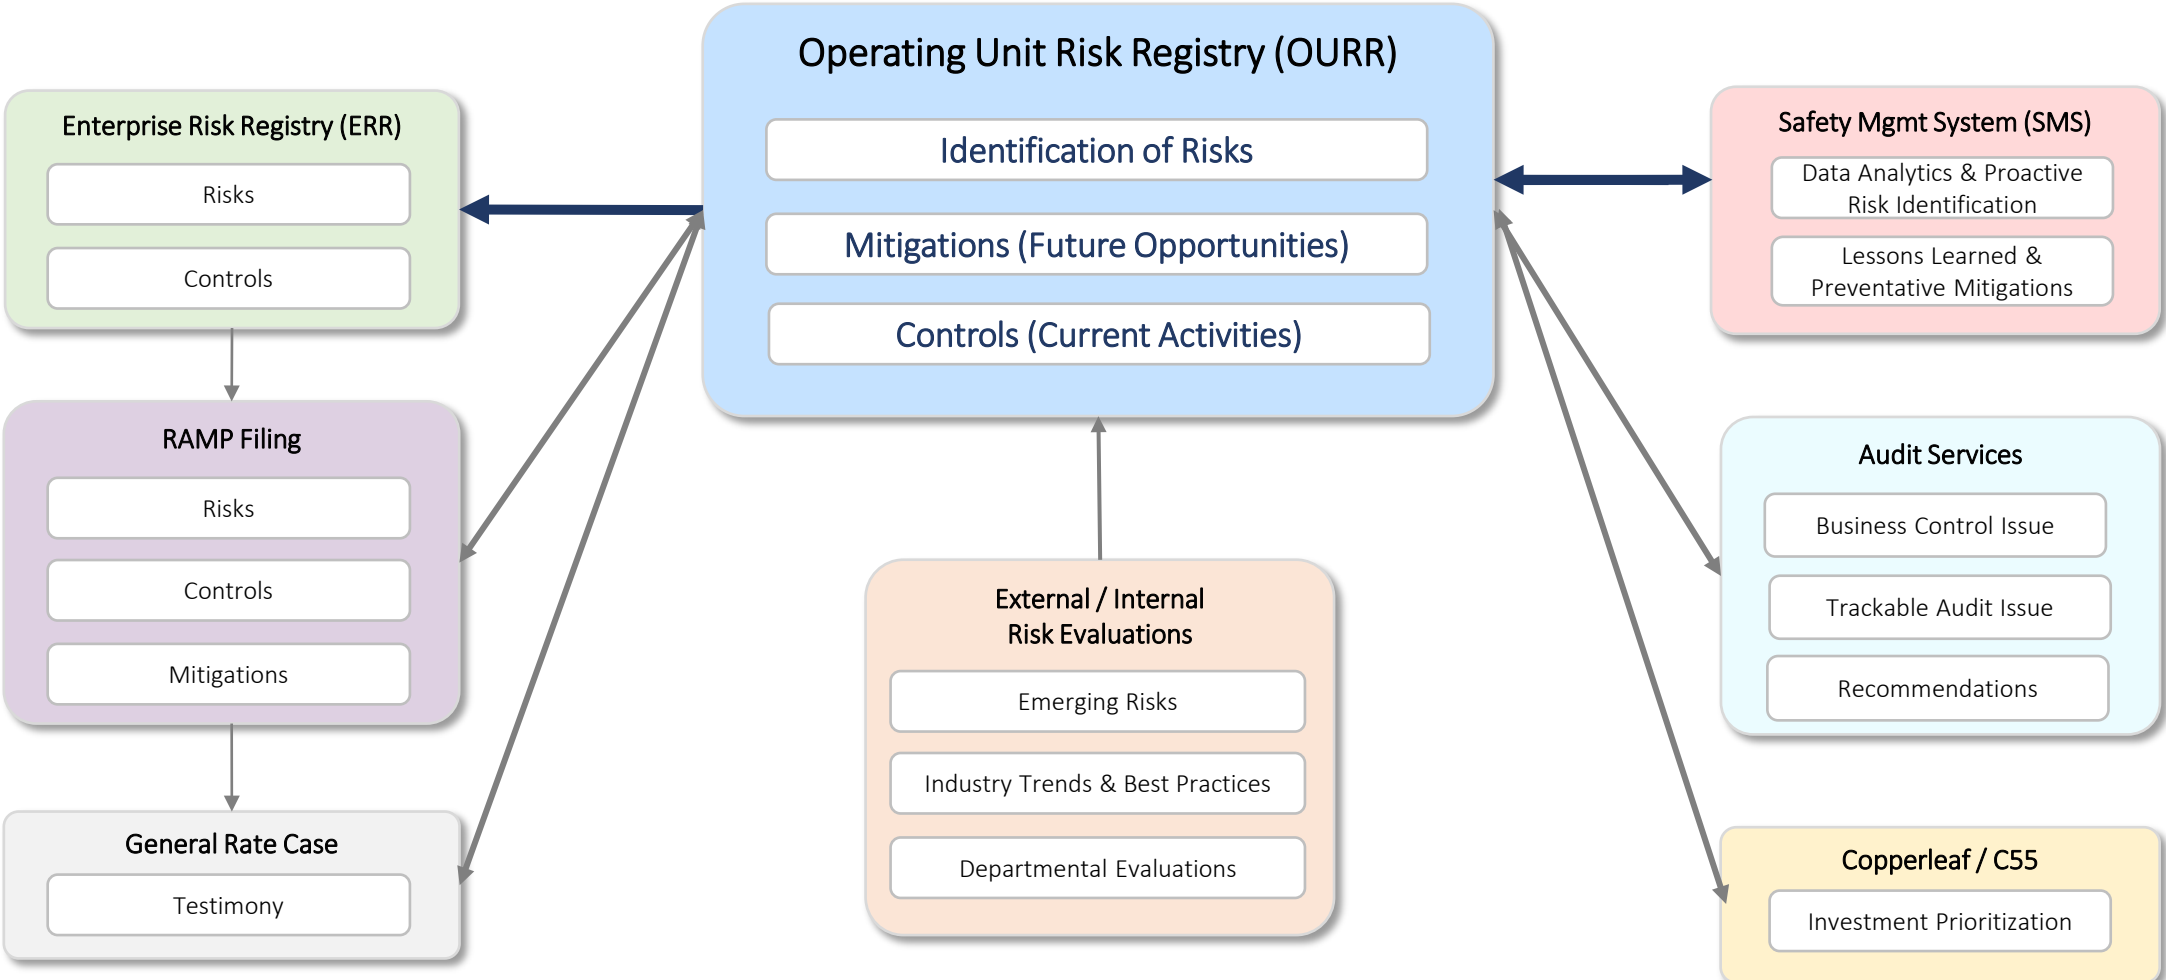 Operating Unit Risk Registry (OURR)
Identification of Risks
Mitigations (Future Opportunities)
Controls (Current Activities)
Enterprise Risk Registry (ERR)
Risks
Controls
RAMP Filing
Risks
Controls
Mitigations
General Rate Case
Testimony
External / Internal
Risk Evaluations
Emerging Risks
Industry Trends & Best Practices
Departmental Evaluations
Safety Mgmt System (SMS)
Data Analytics & Proactive
Risk Identification
Lessons Learned &
Preventative Mitigations
Audit Services
Business Control Issue
Trackable Audit Issue
Recommendations
Copperleaf / C55
Investment Prioritization